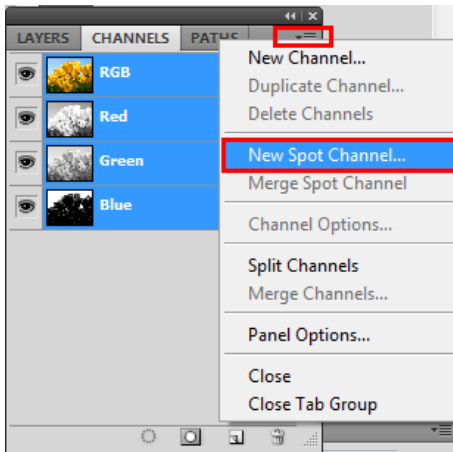 LAYERS CHANNELS PATHS
RGB
Red
Green
Blue
New Channel...
Duplicate Channel...
Delete Channels
New Spot Channel...
Merge Spot Channel
Channel Options...
Split Channels
Merge Channels...
Panel Options...
Close
Close Tab Group